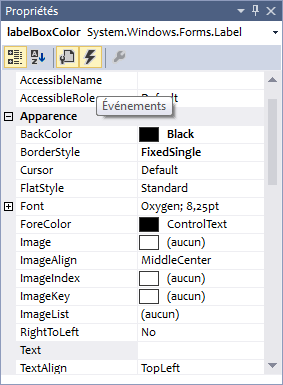 Propriétés
labelBoxColor System.Windows.Forms.Label
AccessibleName
AccessibleRole Default
Événements
Apparence
BackColor Black
BorderStyle FixedSingle
Cursor Default
FlatStyle Standard
Font Oxygen; 8,25pt
ForeColor ControlText
Image (aucun)
ImageAlign MiddleCenter
ImageIndex (aucun)
ImageKey (aucun)
ImageList (aucun)
RightToLeft No
Text
TextAlign TopLeft